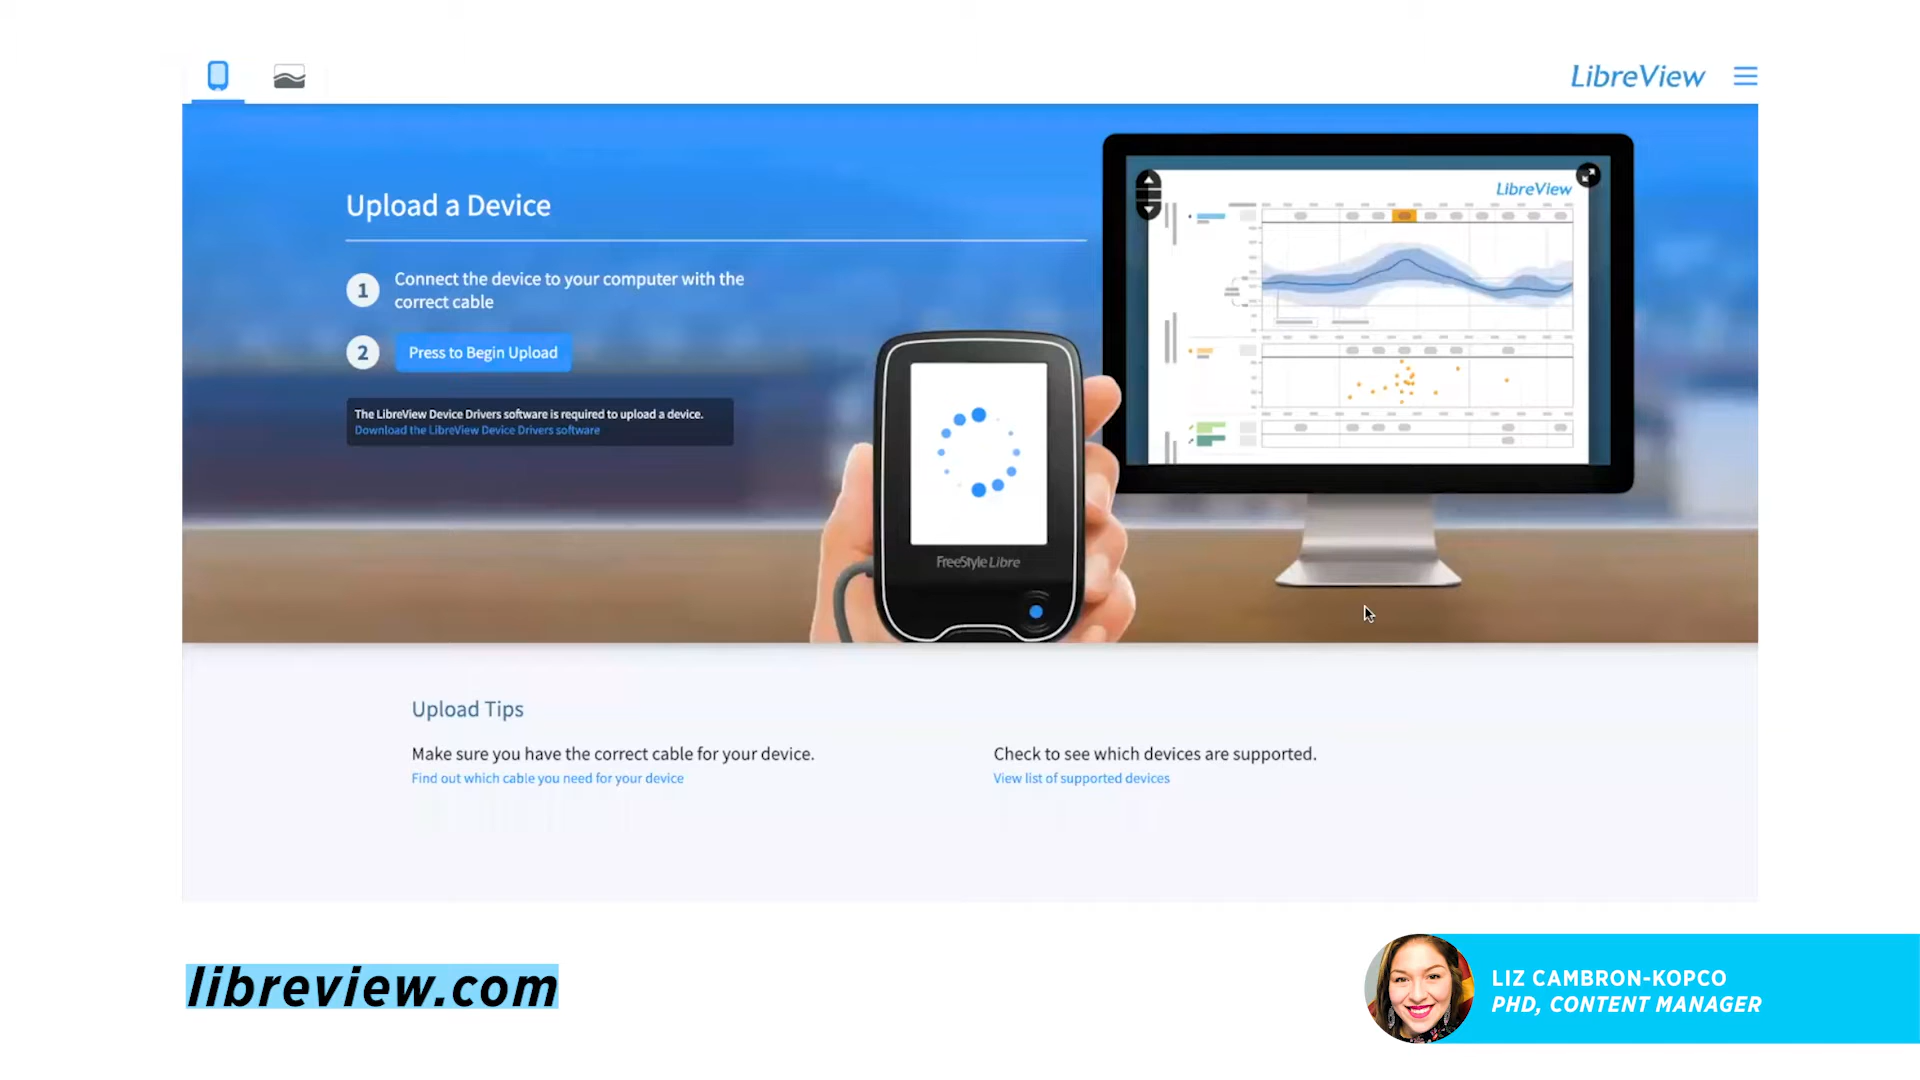 LibreView
Upload a Device
1
Connect the device to your computer with the
correct cable
2
Press to Begin Upload
The LibreView Device Drivers software is required to upload a device.
Download the LibreView Device Drivers software
LibreView
FreeStyle Libre
Upload Tips
Make sure you have the correct cable for your device.
Find out which cable you need for your device
Check to see which devices are supported.
View list of supported devices
libreview.com
LIZ CAMBRON-KOPCO
PHD, CONTENT MANAGER